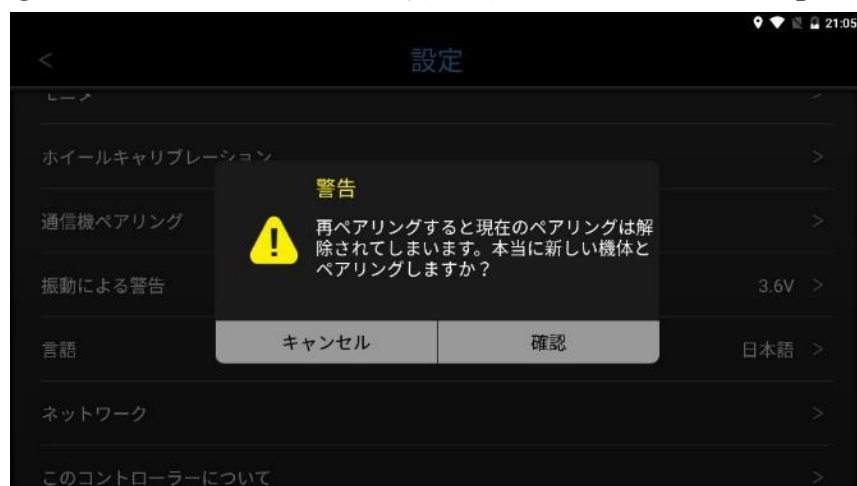 21:05
<
設定
モニタ >
ホイールキャリブレーション >
警告
再ペアリングすると現在のペアリングは解
除されてしまいます。本当に新しい機体と
ペアリングしますか？
通信機ペアリング >
振動による警告 3.6V >
キャンセル 確認
言語 日本語 >
ネットワーク >
このコントローラーについて >